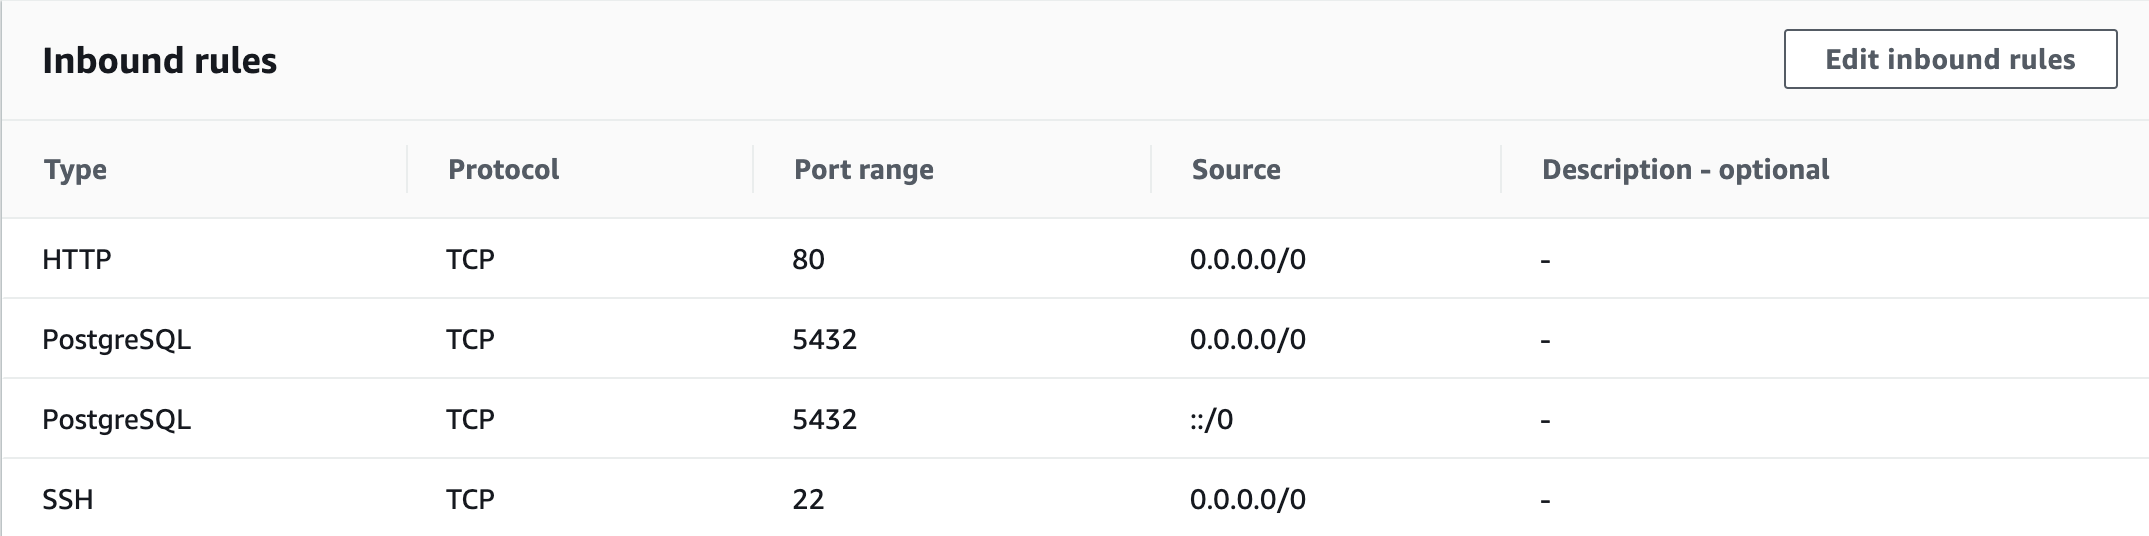 Inbound rules
Edit inbound rules
Type Protocol Port range Source Description - optional
HTTP TCP 80 0.0.0.0/0 -
PostgreSQL TCP 5432 0.0.0.0/0 -
PostgreSQL TCP 5432 ::/0 -
SSH TCP 22 0.0.0.0/0 -